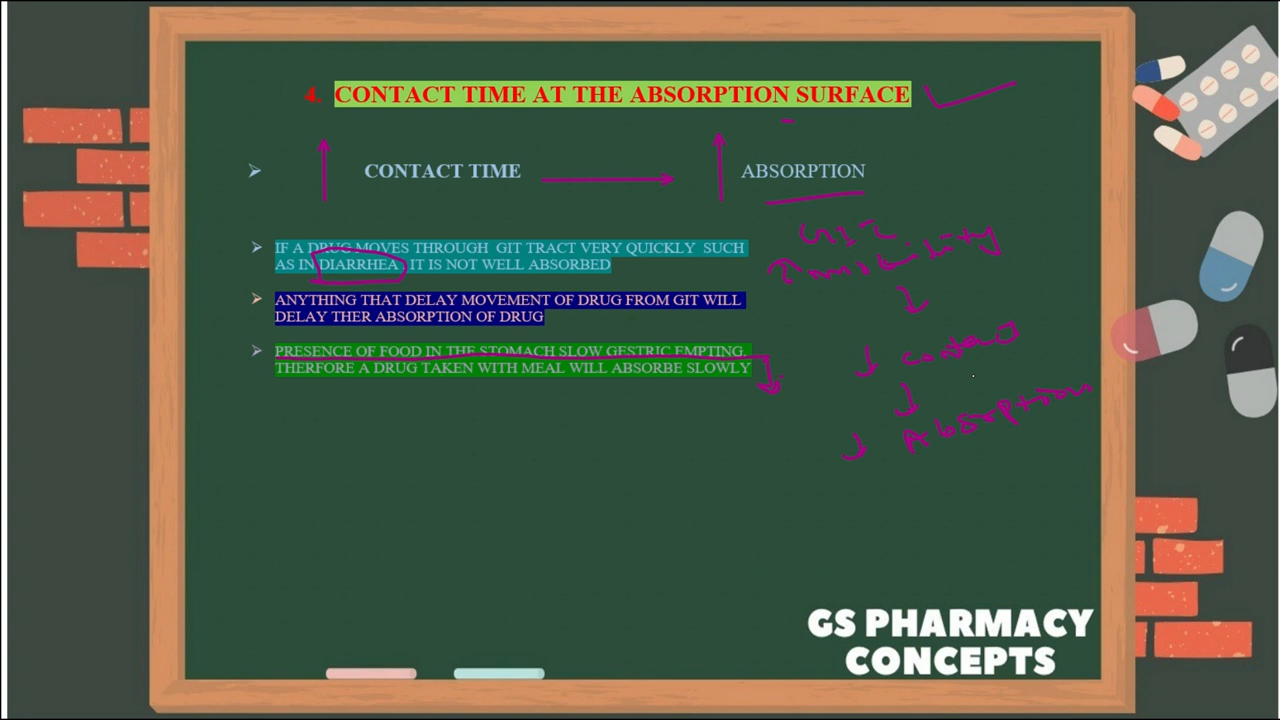 4. CONTACT TIME AT THE ABSORPTION SURFACE
CONTACT TIME
ABSORPTION
IF A DRUG MOVES THROUGH GIT TRACT VERY QUICKLY SUCH
AS IN DIARRHEA IT IS NOT WELL ABSORBED
ANYTHING THAT DELAY MOVEMENT OF DRUG FROM GIT WILL
DELAY THER ABSORPTION OF DRUG
PRESENCE OF FOOD IN THE STOMACH SLOW GESTRIC EMPTING,
THERFORE A DRUG TAKEN WITH MEAL WILL ABSORBE SLOWLY
↓ contact
↓ Absorption
GS PHARMACY
CONCEPTS